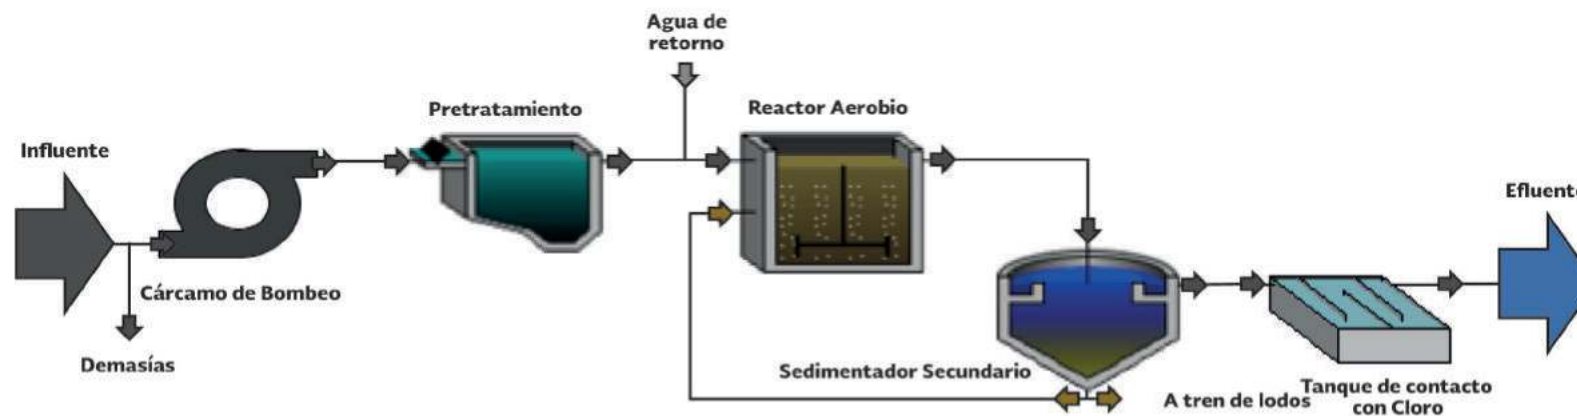 Agua de
retorno
Pretratamiento
Reactor Aerobio
Influente
Efluente
Cárcamo de Bombeo
Demasías
Sedimentador Secundario
A tren de lodos
Tanque de contacto
con Cloro